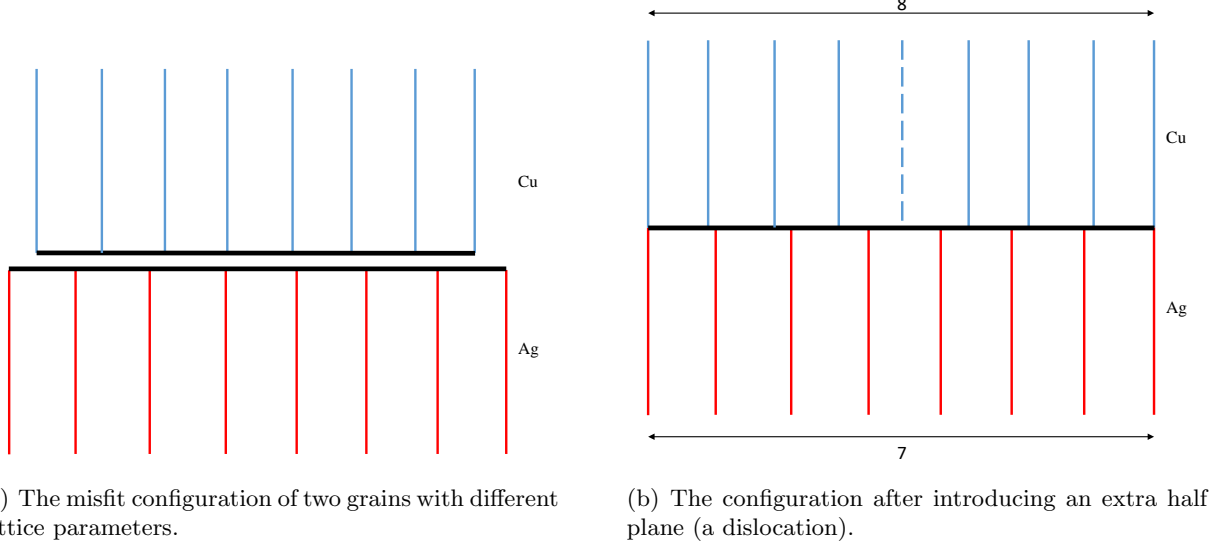 Cu
Ag
8
Cu
Ag
7
) The misfit configuration of two grains with different
ttice parameters.
(b) The configuration after introducing an extra half
plane (a dislocation).